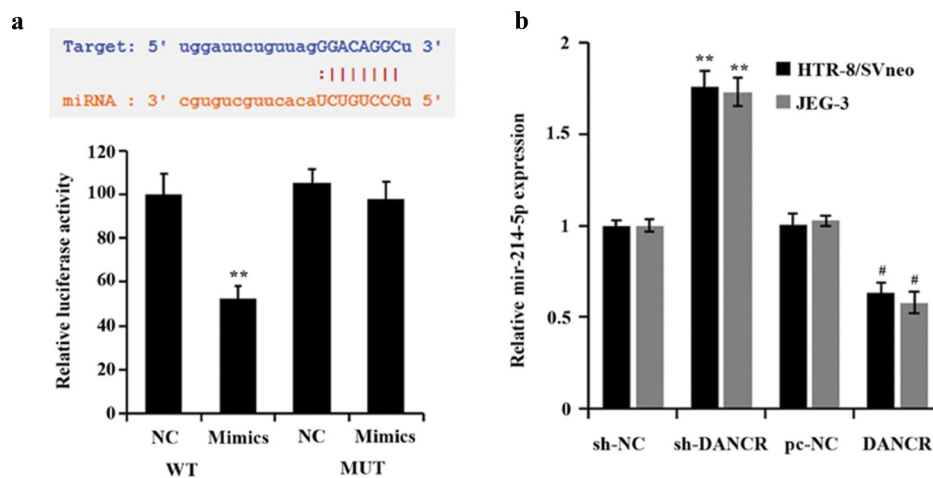 a
Target: 5' uggauucuguuagGGACAGGCu 3'
:|||||||
miRNA : 3' cgugucguucacaUCUGUCCGu 5'
Relative luciferase activity
120
100
80
60
40
20
0
**
NC Mimics NC Mimics
WT MUT
b
Relative mir-214-5p expression
2
1.5
1
0.5
0
** **
# #
HTR-8/SVneo
JEG-3
sh-NC sh-DANCR pc-NC DANCR